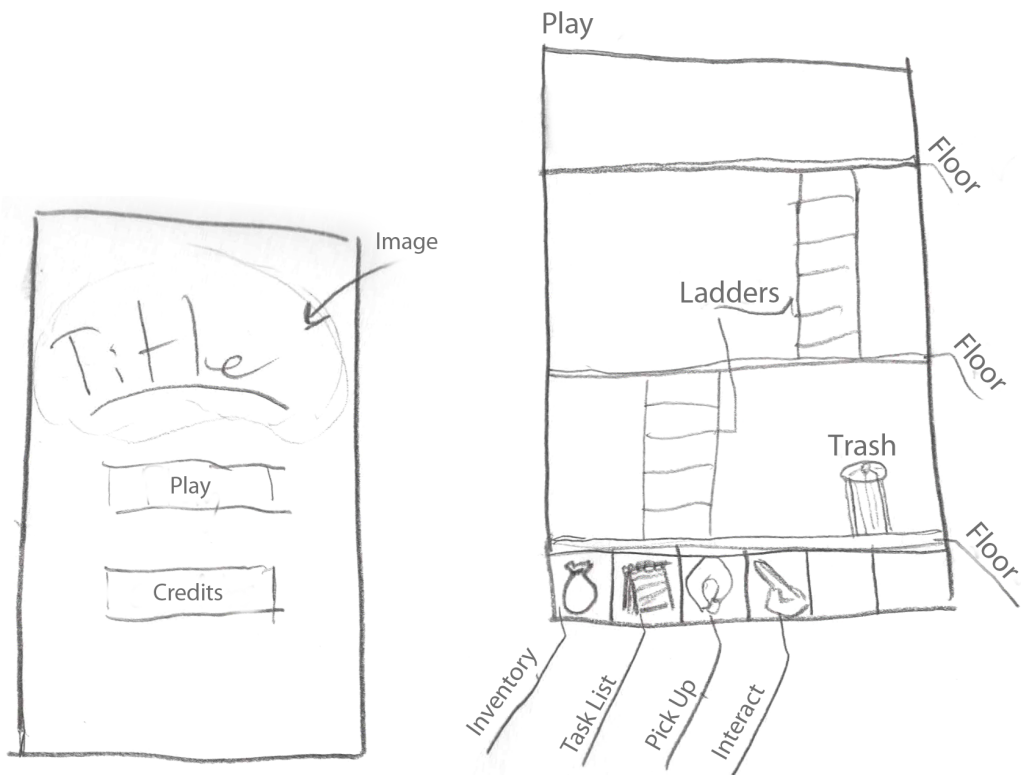 Image
Title
Play
Credits
Play
Floor
Ladders
Floor
Trash
Floor
Inventory
Task List
Pick Up
Interact